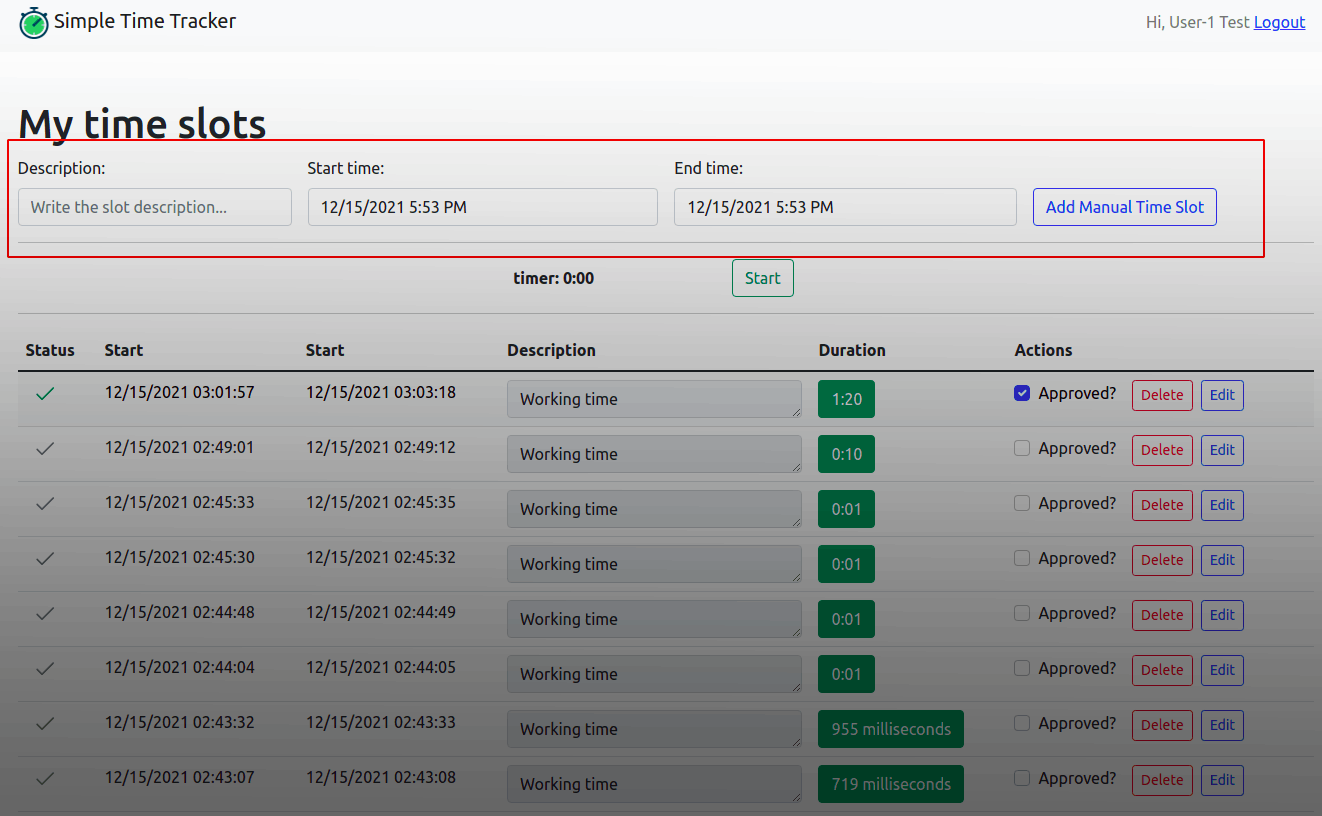 Simple Time Tracker
Hi, User-1 Test Logout
My time slots
Description: Start time: End time:
Write the slot description... 12/15/2021 5:53 PM 12/15/2021 5:53 PM Add Manual Time Slot
timer: 0:00 Start
Status Start Start Description Duration Actions
12/15/2021 03:01:57 12/15/2021 03:03:18 Working time 1:20 Approved? Delete Edit
12/15/2021 02:49:01 12/15/2021 02:49:12 Working time 0:10 Approved? Delete Edit
12/15/2021 02:45:33 12/15/2021 02:45:35 Working time 0:01 Approved? Delete Edit
12/15/2021 02:45:30 12/15/2021 02:45:32 Working time 0:01 Approved? Delete Edit
12/15/2021 02:44:48 12/15/2021 02:44:49 Working time 0:01 Approved? Delete Edit
12/15/2021 02:44:04 12/15/2021 02:44:05 Working time 0:01 Approved? Delete Edit
12/15/2021 02:43:32 12/15/2021 02:43:33 Working time 955 milliseconds Approved? Delete Edit
12/15/2021 02:43:07 12/15/2021 02:43:08 Working time 719 milliseconds Approved? Delete Edit